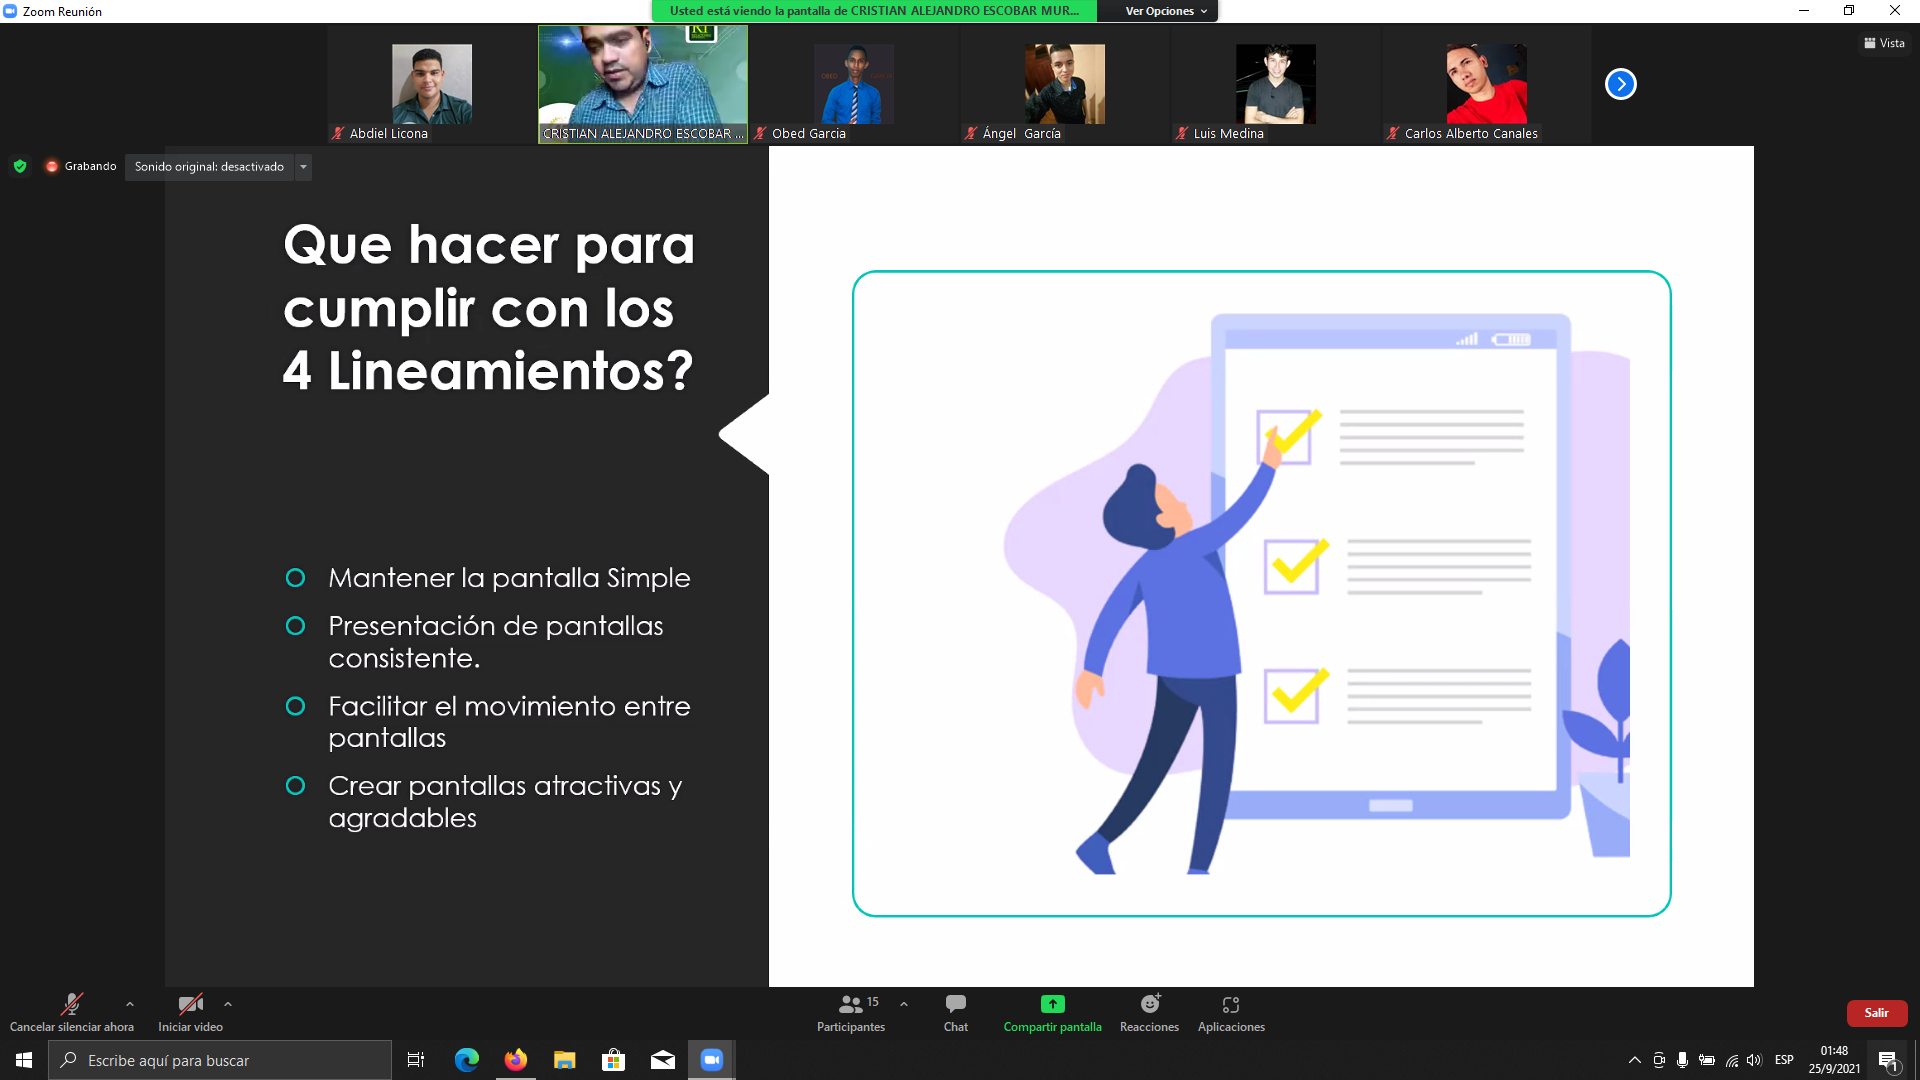 Zoom Reunión
Usted está viendo la pantalla de CRISTIAN ALEJANDRO ESCOBAR MUR...
Ver Opciones
Vista
RI
OBED GARCIA
Abdiel Licona
CRISTIAN ALEJANDRO ESCOBAR ...
Obed Garcia
Ángel García
Luis Medina
Carlos Alberto Canales
Grabando
Sonido original: desactivado
Que hacer para
cumplir con los
4 Lineamientos?
Mantener la pantalla Simple
Presentación de pantallas
consistente.
Facilitar el movimiento entre
pantallas
Crear pantallas atractivas y
agradables
Cancelar silenciar ahora
Iniciar video
15
Participantes
Chat
Compartir pantalla
Reacciones
Aplicaciones
Salir
Escribe aquí para buscar
ESP
01:48
25/9/2021
1